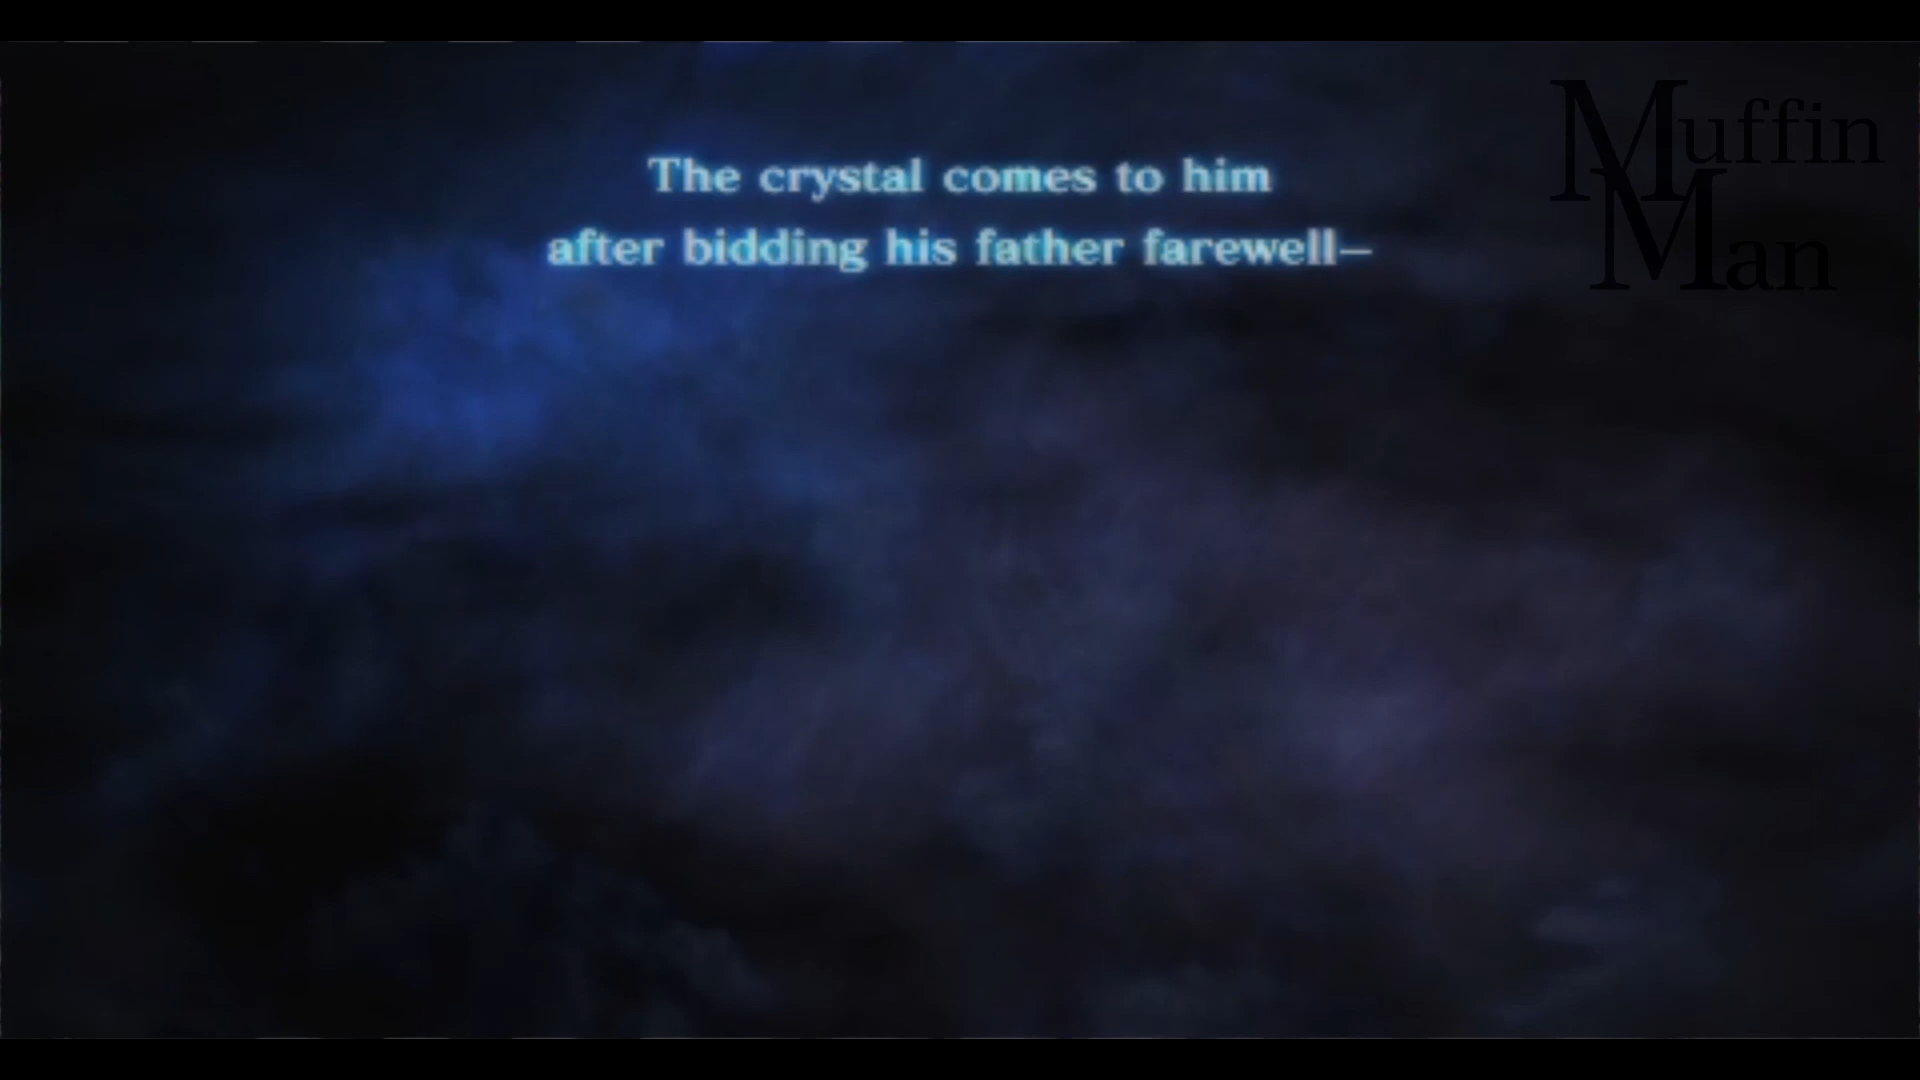 The crystal comes to him
after bidding his father farewell—
Muffin
Man